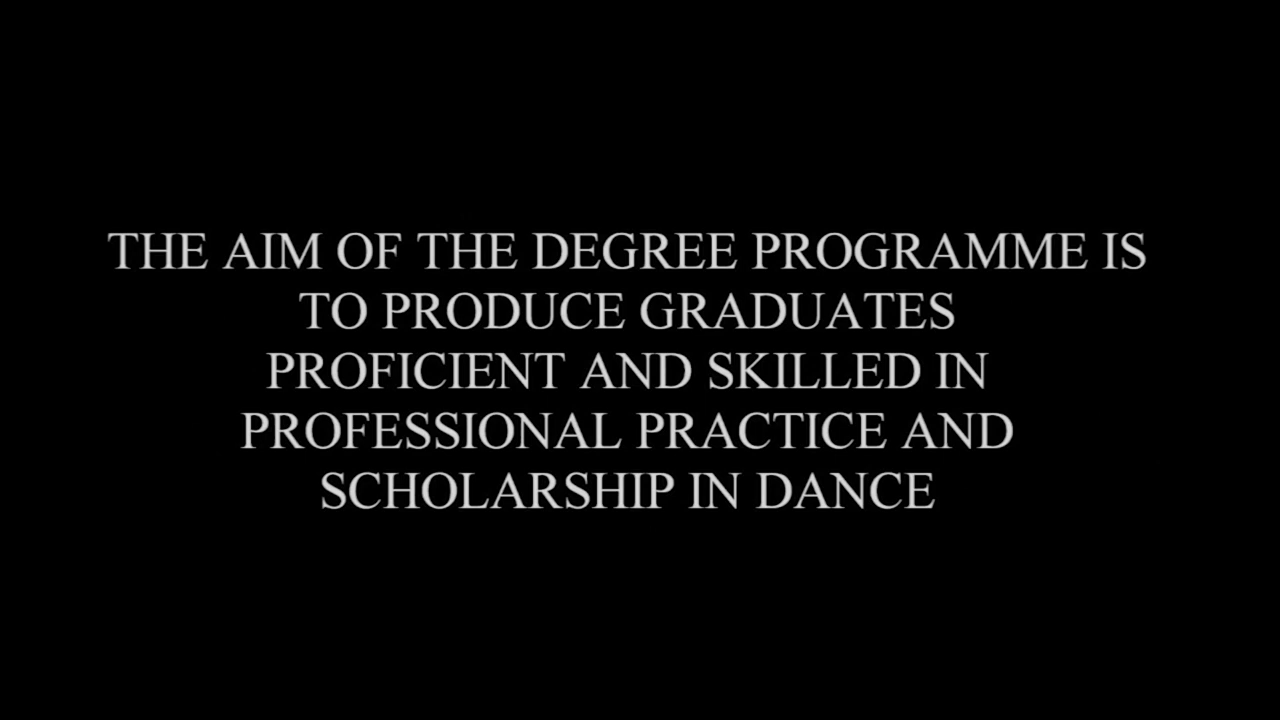 THE AIM OF THE DEGREE PROGRAMME IS
TO PRODUCE GRADUATES
PROFICIENT AND SKILLED IN
PROFESSIONAL PRACTICE AND
SCHOLARSHIP IN DANCE